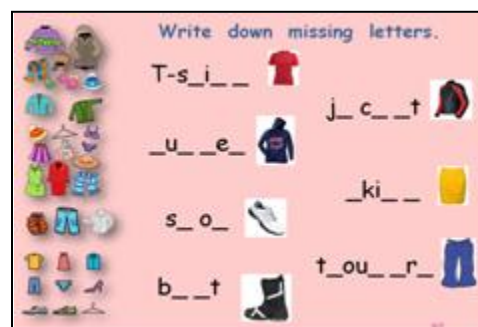 Write down missing letters.
T-s_i_ _
j_ c_ _t
_u_ _e_
_ki_ _
s_ o_
t_ou_ _r_
b_ _t